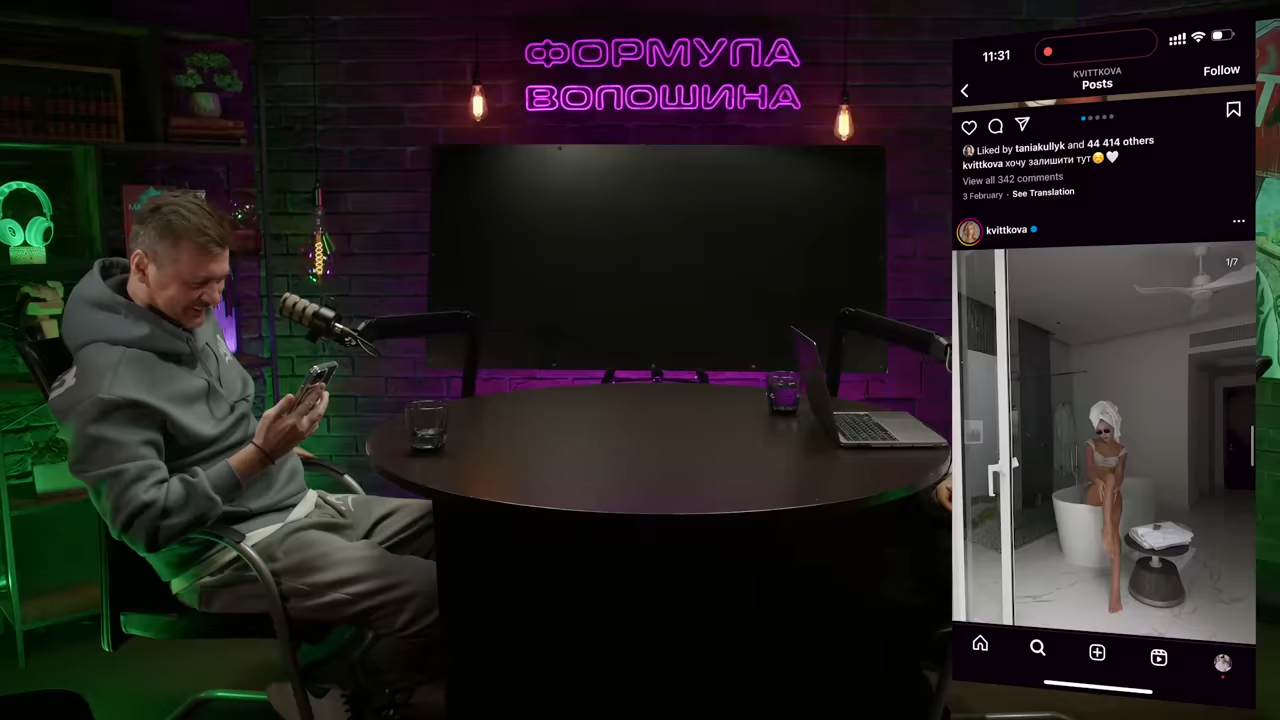 ФОРМУЛА
ВОЛОШИНА
11:31
KVITTKOVA
Posts
Follow
Liked by taniakullyk and 44 414 others
kvittkova хочу залишити тут☺️🤍
View all 342 comments
3 February · See Translation
kvittkova
1/7